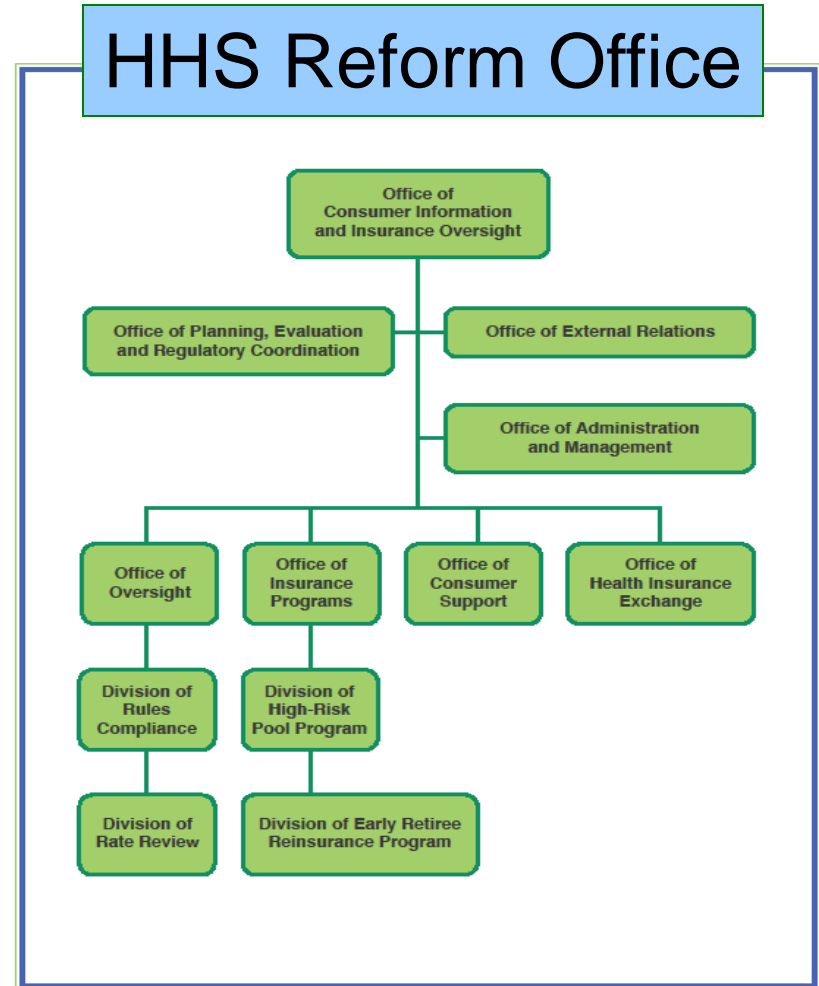 HHS Reform Office
Office of
Consumer Information
and Insurance Oversight
Office of Planning, Evaluation
and Regulatory Coordination
Office of External Relations
Office of Administration
and Management
Office of
Oversight
Office of
Insurance
Programs
Office of
Consumer
Support
Office of
Health Insurance
Exchange
Division of
Rules
Compliance
Division of
High-Risk
Pool Program
Division of
Rate Review
Division of Early Retiree
Reinsurance Program